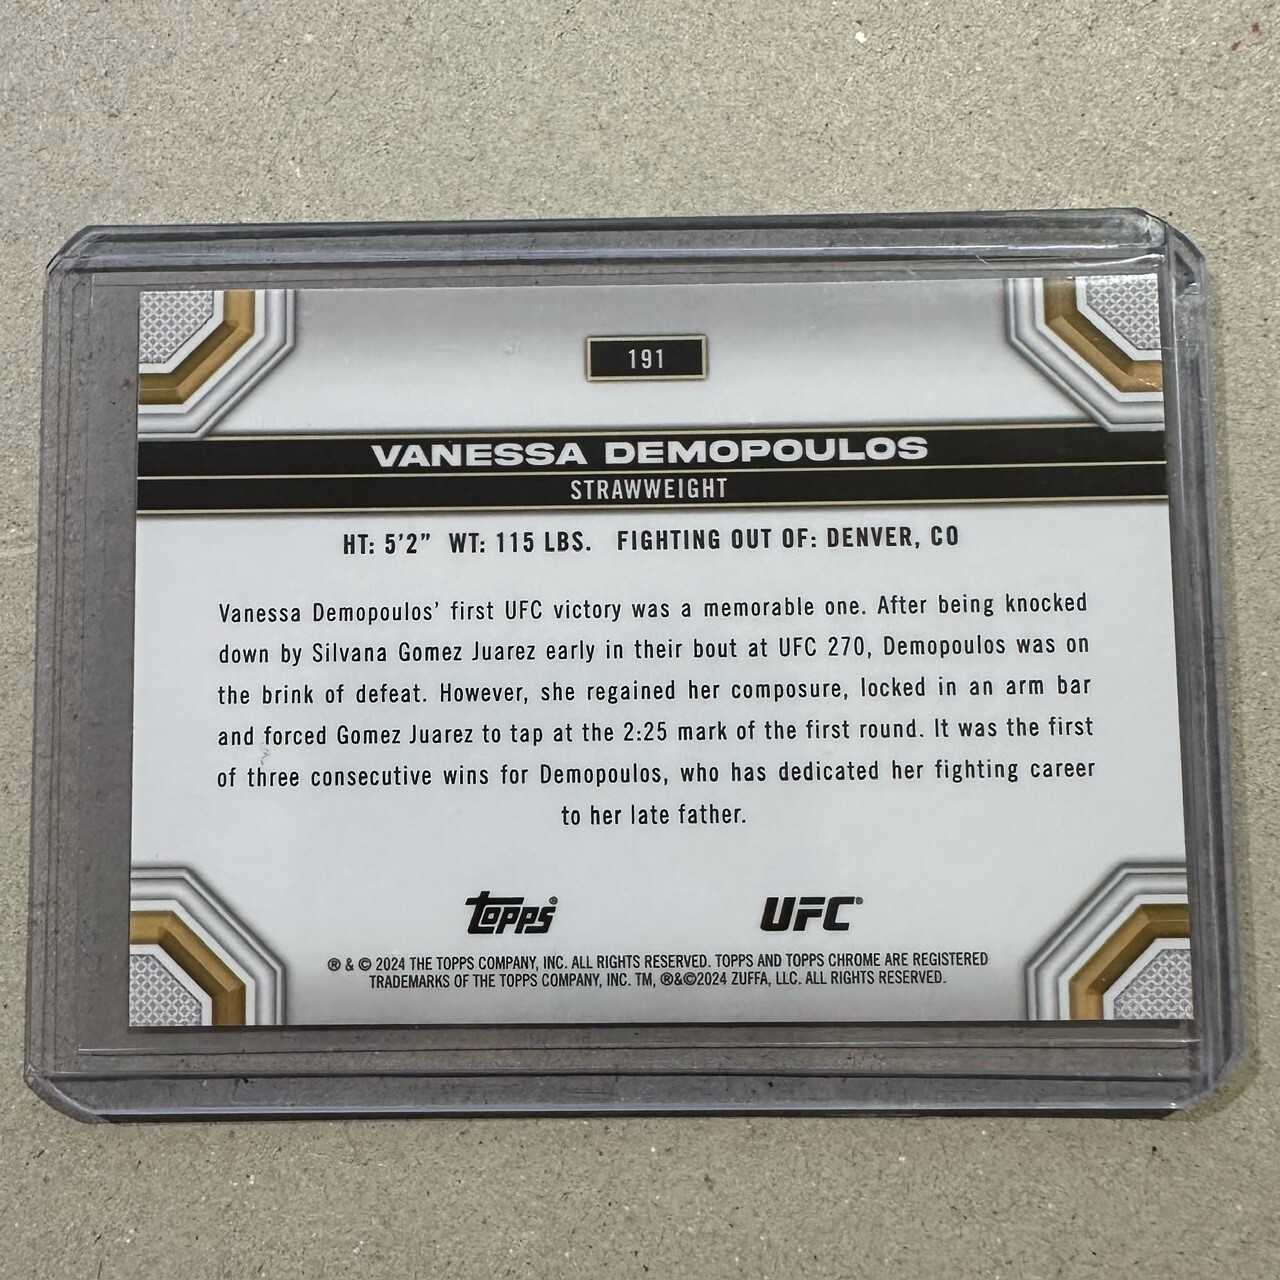 191
VANESSA DEMOPOULOS
STRAWWEIGHT
HT: 5'2" WT: 115 LBS. FIGHTING OUT OF: DENVER, CO
Vanessa Demopoulos' first UFC victory was a memorable one. After being knocked
down by Silvana Gomez Juarez early in their bout at UFC 270, Demopoulos was on
the brink of defeat. However, she regained her composure, locked in an arm bar
and forced Gomez Juarez to tap at the 2:25 mark of the first round. It was the first
of three consecutive wins for Demopoulos, who has dedicated her fighting career
to her late father.
topps® UFC®
® & © 2024 THE TOPPS COMPANY, INC. ALL RIGHTS RESERVED. TOPPS AND TOPPS CHROME ARE REGISTERED
TRADEMARKS OF THE TOPPS COMPANY, INC. TM, ®&©2024 ZUFFA, LLC. ALL RIGHTS RESERVED.